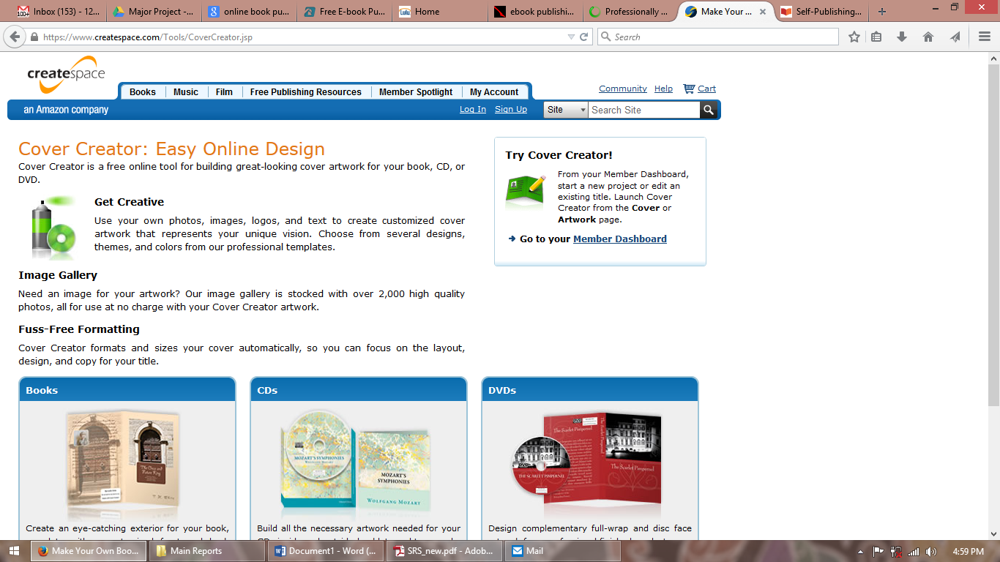 Inbox (153) - 12...
Major Project -...
online book pu...
Free E-book Pu...
Home
ebook publishi...
Professionally ...
Make Your ...
Self-Publishing...
https://www.createspace.com/Tools/CoverCreator.jsp
Search
createspace
Books Music Film Free Publishing Resources Member Spotlight My Account
Community Help Cart
an Amazon company
Log In Sign Up
Site Search Site
Cover Creator: Easy Online Design
Cover Creator is a free online tool for building great-looking cover artwork for your book, CD, or
DVD.
Get Creative
Use your own photos, images, logos, and text to create customized cover
artwork that represents your unique vision. Choose from several designs,
themes, and colors from our professional templates.
Image Gallery
Need an image for your artwork? Our image gallery is stocked with over 2,000 high quality
photos, all for use at no charge with your Cover Creator artwork.
Fuss-Free Formatting
Cover Creator formats and sizes your cover automatically, so you can focus on the layout,
design, and copy for your title.
Try Cover Creator!
From your Member Dashboard,
start a new project or edit an
existing title. Launch Cover
Creator from the Cover or
Artwork page.
Go to your Member Dashboard
Books
Create an eye-catching exterior for your book,
CDs
MOZART'S SYMPHONIES
WOLFGANG MOZART
MOZART'S
SYMPHONIES
WOLFGANG MOZART
Build all the necessary artwork needed for your
DVDs
The Scarlet Pimpernel
THE SCARLET PIMPERNEL
The Scarlet Pimpernel
Design complementary full-wrap and disc face
Make Your Own Boo...
Main Reports
Document1 - Word (...
SRS_new.pdf - Adob...
Mail
4:59 PM